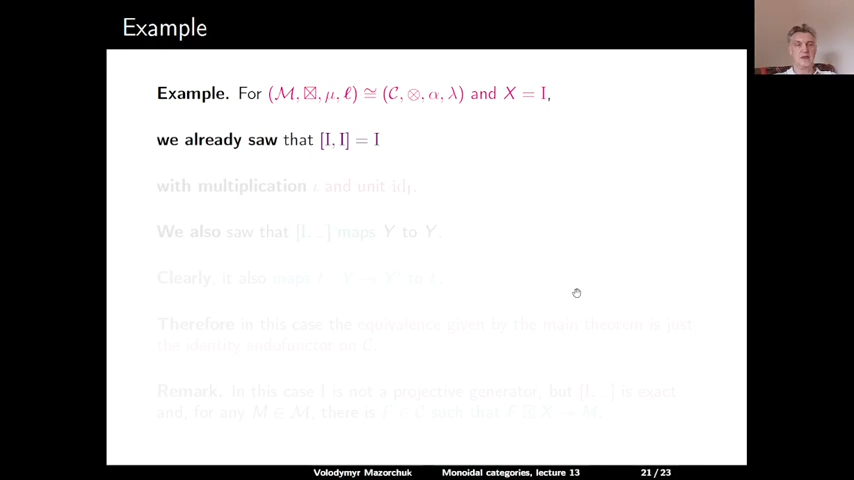 Example
Example. For (ℳ, ⊠, μ, ℓ) ≅ (𝒞, ⊗, α, λ) and X = I,
we already saw that [I, I] = I
with multiplication ι and unit id_I.
We also saw that [I, _] maps Y to Y.
Clearly, it also maps f : Y → Y′ to f.
Therefore in this case the equivalence given by the main theorem is just
the identity endofunctor on 𝒞.
Remark. In this case I is not a projective generator, but [I, _] is exact
and, for any M ∈ ℳ, there is F ∈ 𝒞 such that F ⊠ X → M.
Volodymyr Mazorchuk Monoidal categories, lecture 13 21 / 23